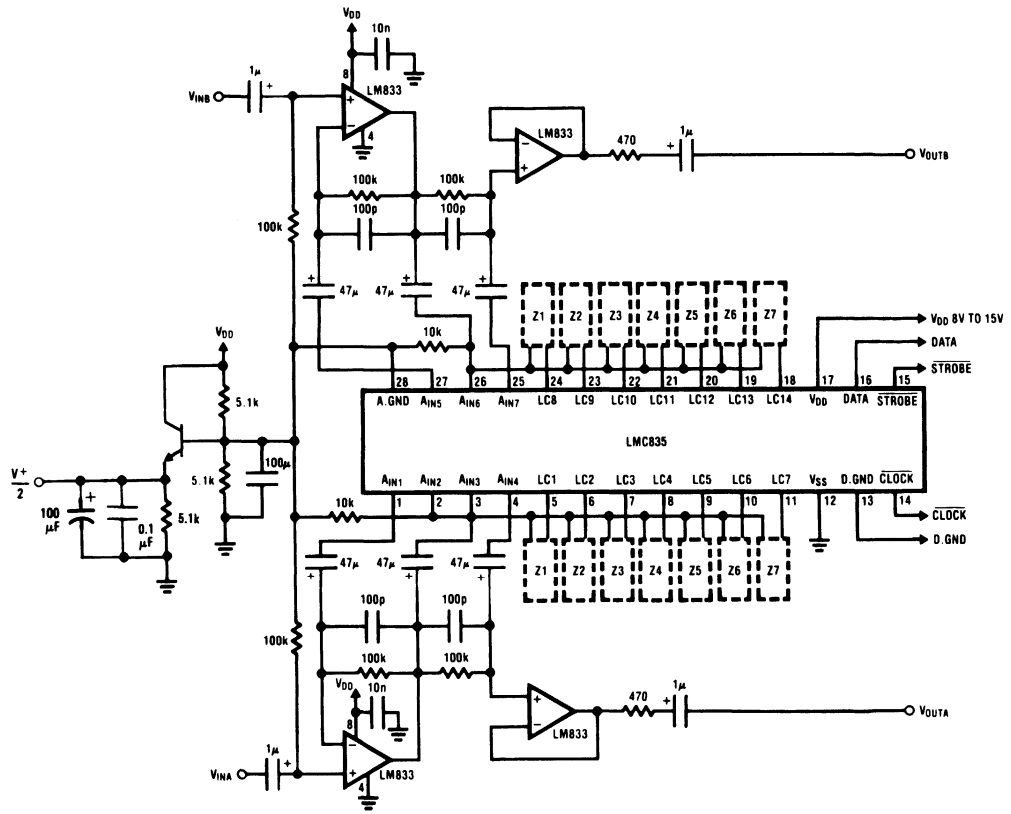 VDD
10n
1µ
8
LM833
VINB
+
+
−
4
LM833
−
+
470
+
1µ
VOUTB
100k
100k
100k
100p
100p
+
47µ
+
47µ
+
47µ
Z1 Z2 Z3 Z4 Z5 Z6 Z7
VDD 8V TO 15V
DATA
STROBE
VDD
10k
28 27 26 25 24 23 22 21 20 19 18 17 16 15
A.GND AIN5 AIN6 AIN7 LC8 LC9 LC10 LC11 LC12 LC13 LC14 VDD DATA STROBE
5.1k
LMC835
5.1k
100µ
V+
2
+
100
µF
0.1
µF
5.1k
AIN1 AIN2 AIN3 AIN4 LC1 LC2 LC3 LC4 LC5 LC6 LC7 VSS D.GND CLOCK
1 2 3 4 5 6 7 8 9 10 11 12 13 14
10k
CLOCK
D.GND
47µ
+
47µ
+
47µ
+
Z1 Z2 Z3 Z4 Z5 Z6 Z7
100p
100p
100k
100k
100k
VDD
10n
8
−
+
4
LM833
1µ
+
VINA
+
−
LM833
470
1µ
+
VOUTA